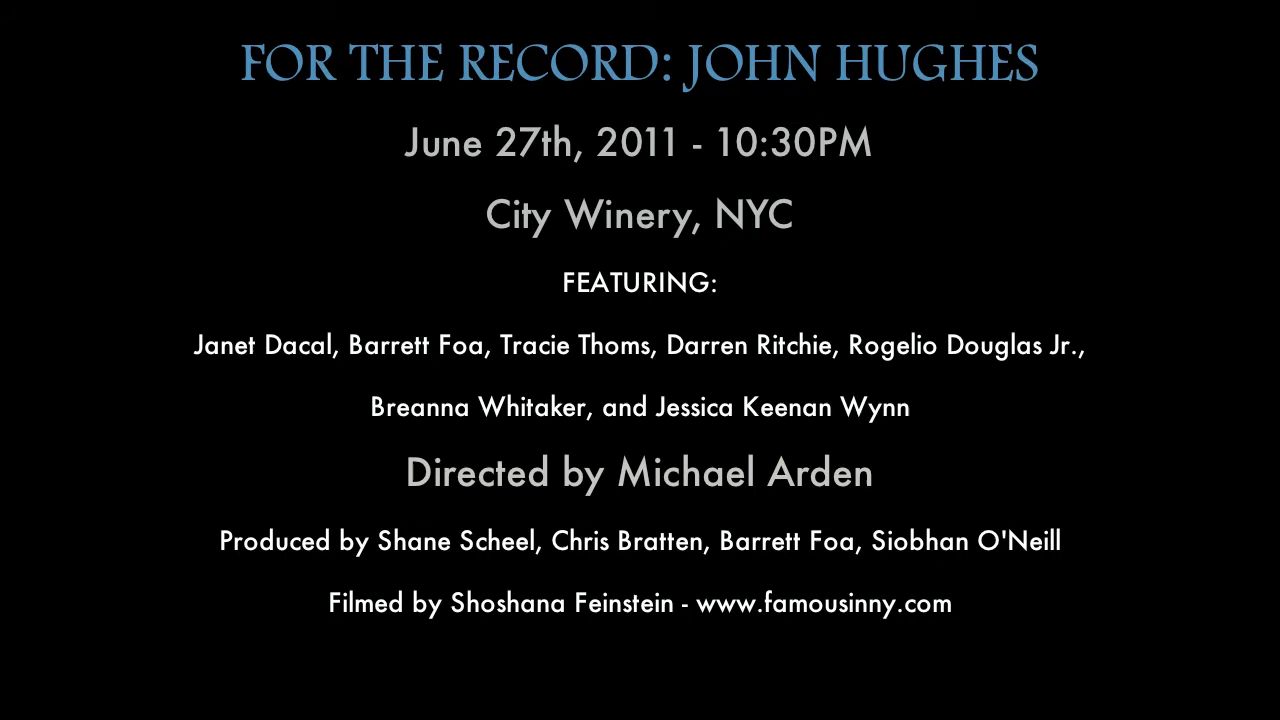 FOR THE RECORD: JOHN HUGHES
June 27th, 2011 - 10:30PM
City Winery, NYC
FEATURING:
Janet Dacal, Barrett Foa, Tracie Thoms, Darren Ritchie, Rogelio Douglas Jr.,
Breanna Whitaker, and Jessica Keenan Wynn
Directed by Michael Arden
Produced by Shane Scheel, Chris Bratten, Barrett Foa, Siobhan O'Neill
Filmed by Shoshana Feinstein - www.famousinny.com